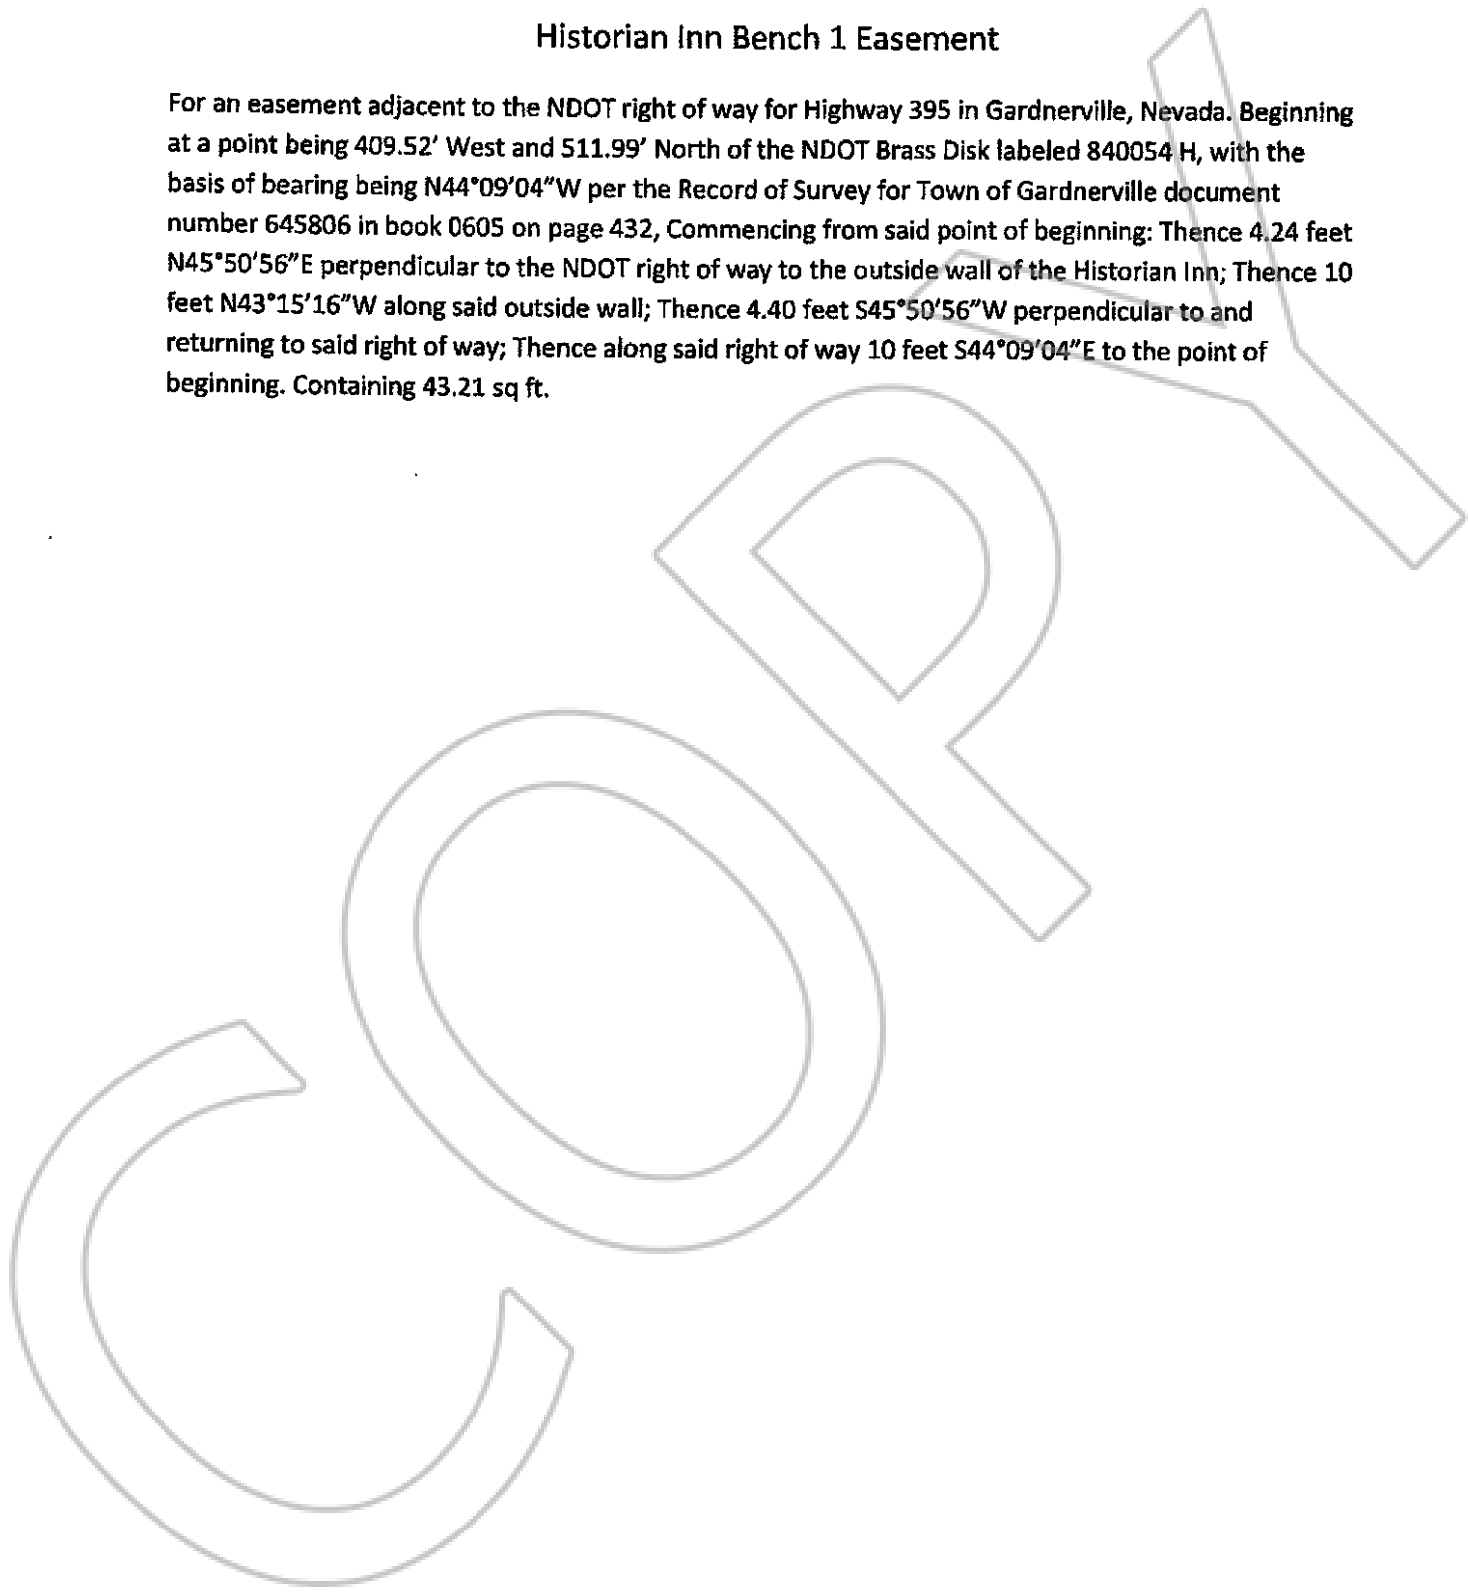 Historian Inn Bench 1 Easement
For an easement adjacent to the NDOT right of way for Highway 395 in Gardnerville, Nevada. Beginning
at a point being 409.52′ West and 511.99′ North of the NDOT Brass Disk labeled 840054 H, with the
basis of bearing being N44°09′04″W per the Record of Survey for Town of Gardnerville document
number 645806 in book 0605 on page 432, Commencing from said point of beginning: Thence 4.24 feet
N45°50′56″E perpendicular to the NDOT right of way to the outside wall of the Historian Inn; Thence 10
feet N43°15′16″W along said outside wall; Thence 4.40 feet S45°50′56″W perpendicular to and
returning to said right of way; Thence along said right of way 10 feet S44°09′04″E to the point of
beginning. Containing 43.21 sq ft.
COPY